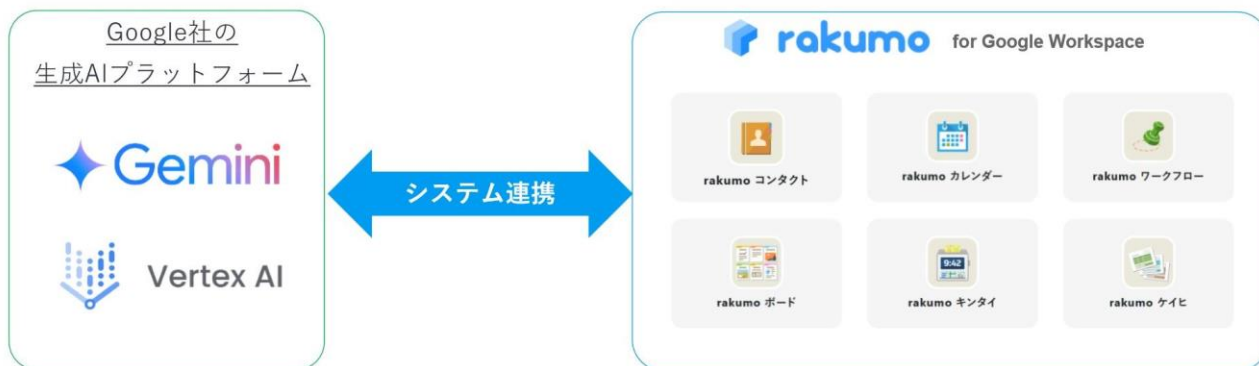 Google社の
生成AIプラットフォーム
Gemini
Vertex AI
システム連携
rakumo for Google Workspace
rakumo コンタクト
rakumo カレンダー
rakumo ワークフロー
rakumo ボード
9:42
rakumo キンタイ
rakumo ケイヒ